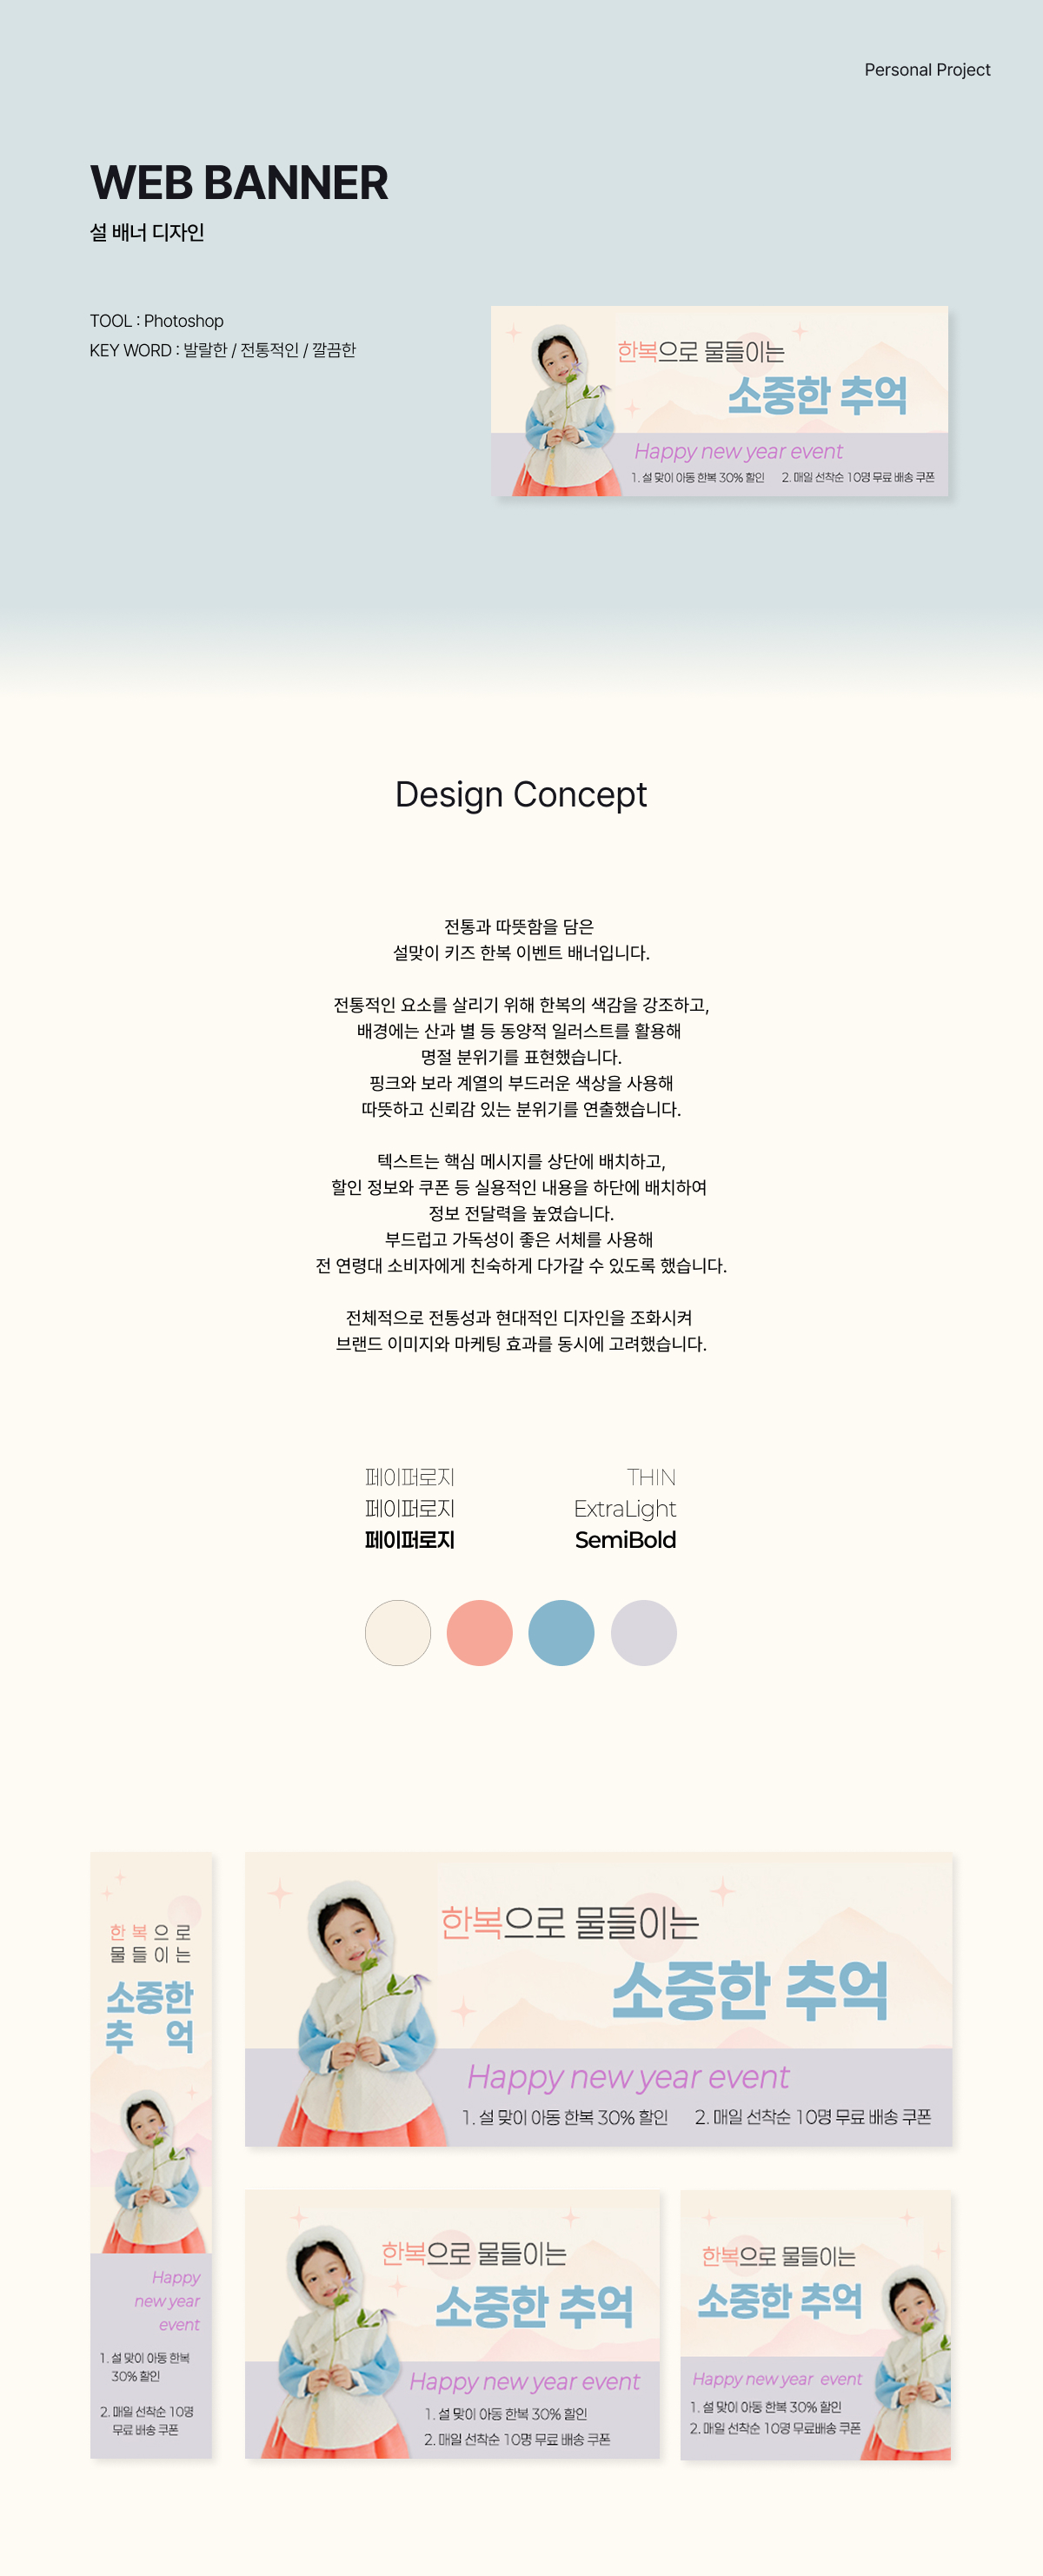 Personal Project
WEB BANNER
설 배너 디자인
TOOL : Photoshop
KEY WORD : 발랄한 / 전통적인 / 깔끔한
한복으로 물들이는
소중한 추억
Happy new year event
1. 설 맞이 아동 한복 30% 할인 2. 매일 선착순 10명 무료 배송 쿠폰
Design Concept
전통과 따뜻함을 담은
설맞이 키즈 한복 이벤트 배너입니다.
전통적인 요소를 살리기 위해 한복의 색감을 강조하고,
배경에는 산과 별 등 동양적 일러스트를 활용해
명절 분위기를 표현했습니다.
핑크와 보라 계열의 부드러운 색상을 사용해
따뜻하고 신뢰감 있는 분위기를 연출했습니다.
텍스트는 핵심 메시지를 상단에 배치하고,
할인 정보와 쿠폰 등 실용적인 내용을 하단에 배치하여
정보 전달력을 높였습니다.
부드럽고 가독성이 좋은 서체를 사용해
전 연령대 소비자에게 친숙하게 다가갈 수 있도록 했습니다.
전체적으로 전통성과 현대적인 디자인을 조화시켜
브랜드 이미지와 마케팅 효과를 동시에 고려했습니다.
페이퍼로지 THIN
페이퍼로지 ExtraLight
페이퍼로지 SemiBold
한복으로
물들이는
소중한
추 억
Happy
new year
event
1. 설 맞이 아동 한복
30% 할인
2. 매일 선착순 10명
무료 배송 쿠폰
한복으로 물들이는
소중한 추억
Happy new year event
1. 설 맞이 아동 한복 30% 할인 2. 매일 선착순 10명 무료 배송 쿠폰
한복으로 물들이는
소중한 추억
Happy new year event
1. 설 맞이 아동 한복 30% 할인
2. 매일 선착순 10명 무료 배송 쿠폰
한복으로 물들이는
소중한 추억
Happy new year event
1. 설 맞이 아동 한복 30% 할인
2. 매일 선착순 10명 무료배송 쿠폰